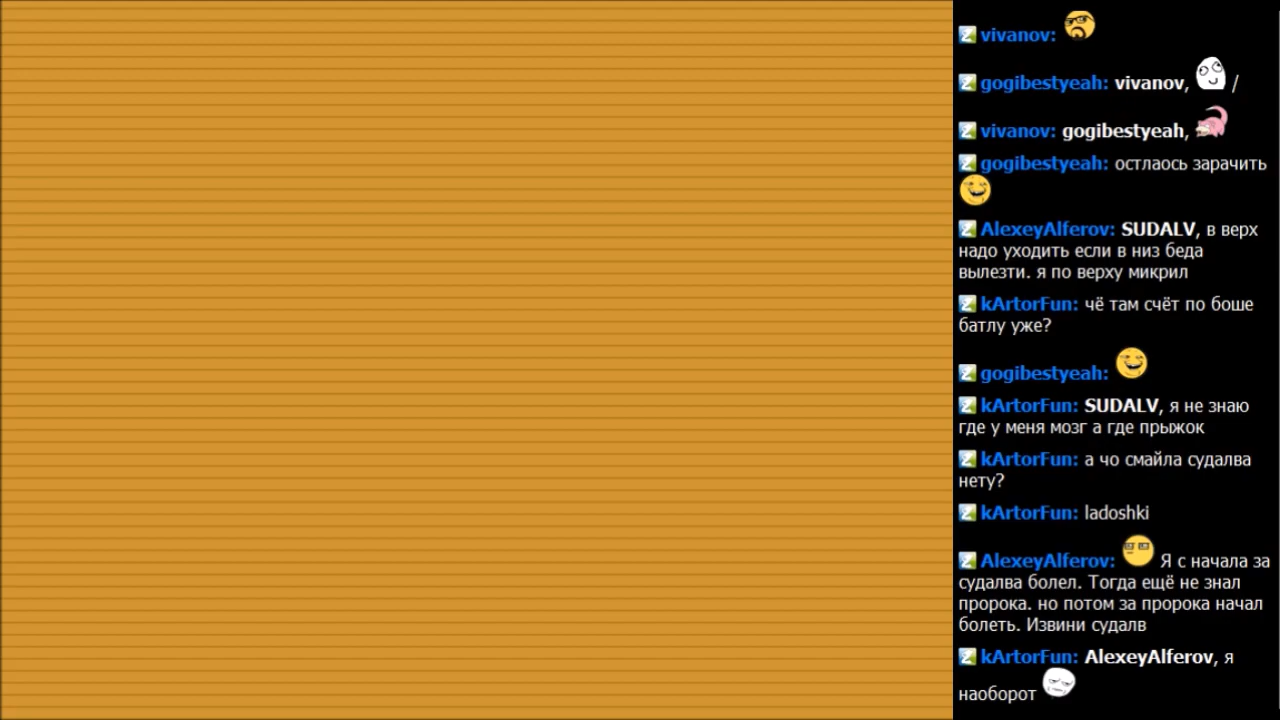 vivanov:
gogibestyeah: vivanov, /
vivanov: gogibestyeah,
gogibestyeah: остлаось зарачить
AlexeyAlferov: SUDALV, в верх
надо уходить если в низ беда
вылезти. я по верху микрил
kArtorFun: чё там счёт по боше
батлу уже?
gogibestyeah:
kArtorFun: SUDALV, я не знаю
где у меня мозг а где прыжок
kArtorFun: а чо смайла судалва
нету?
kArtorFun: ladoshki
AlexeyAlferov: Я с начала за
судалва болел. Тогда ещё не знал
пророка. но потом за пророка начал
болеть. Извини судалв
kArtorFun: AlexeyAlferov, я
наоборот